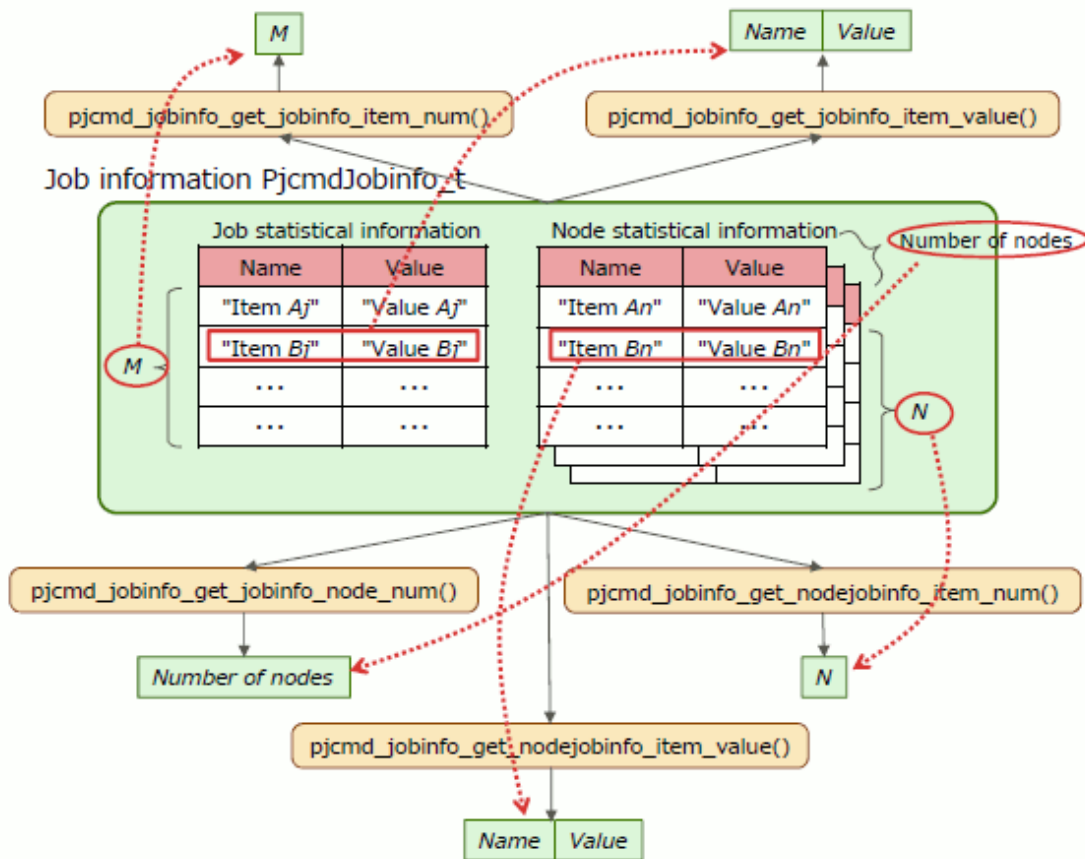 M
Name Value
pjcmd_jobinfo_get_jobinfo_item_num()
pjcmd_jobinfo_get_jobinfo_item_value()
Job information PjcmdJobinfo_t
Job statistical information
Node statistical information
Number of nodes
Name Value
"Item Aj" "Value Aj"
"Item Bj" "Value Bj"
... ...
... ...
M
Name Value
"Item An" "Value An"
"Item Bn" "Value Bn"
... ...
... ...
N
pjcmd_jobinfo_get_jobinfo_node_num()
pjcmd_jobinfo_get_nodejobinfo_item_num()
Number of nodes
N
pjcmd_jobinfo_get_nodejobinfo_item_value()
Name Value